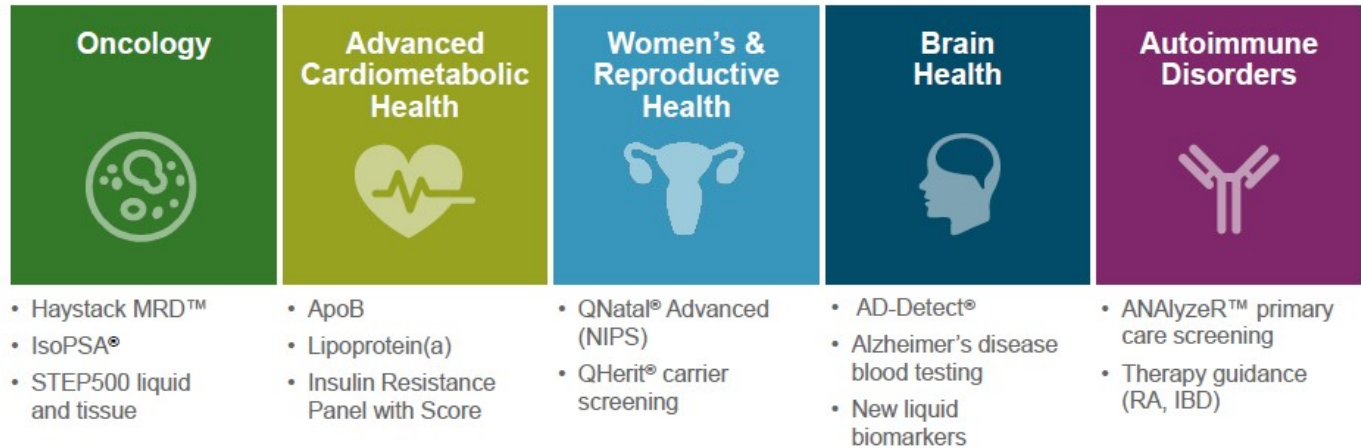 Oncology
Advanced
Cardiometabolic
Health
Women's &
Reproductive
Health
Brain
Health
Autoimmune
Disorders
• Haystack MRD™
• IsoPSA®
• STEP500 liquid
and tissue
• ApoB
• Lipoprotein(a)
• Insulin Resistance
Panel with Score
• QNatal® Advanced
(NIPS)
• QHerit® carrier
screening
• AD-Detect®
• Alzheimer's disease
blood testing
• New liquid
biomarkers
• ANAlyzeR™ primary
care screening
• Therapy guidance
(RA, IBD)